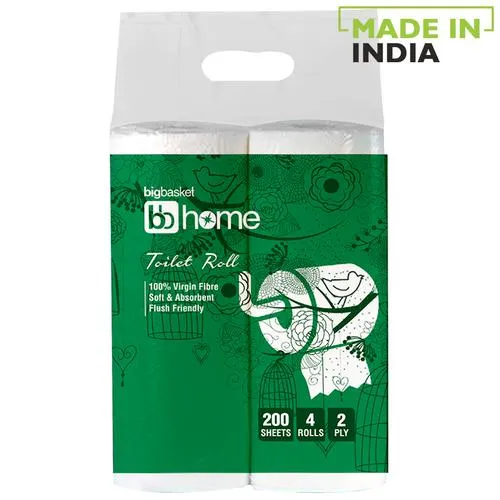 MADE IN
INDIA
bigbasket
bb home
Toilet Roll
100% Virgin Fibre
Soft & Absorbent
Flush Friendly
200 4 2
SHEETS ROLLS PLY